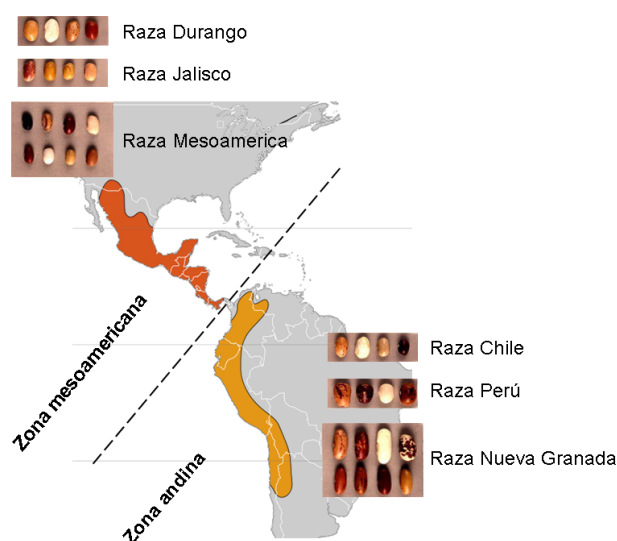 Raza Durango
Raza Jalisco
Raza Mesoamerica
Zona mesoamericana
Raza Chile
Raza Perú
Raza Nueva Granada
Zona andina